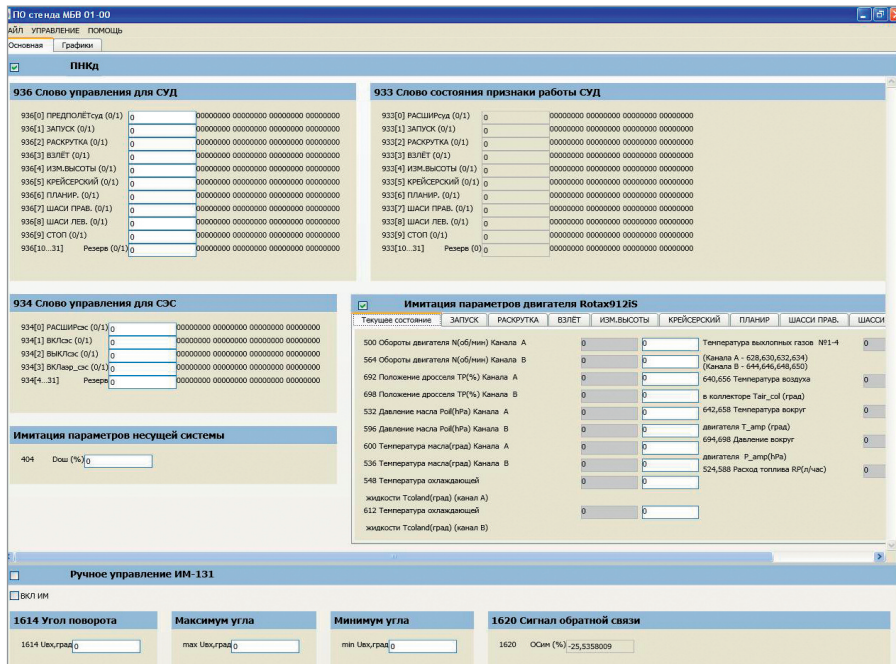 ПО стенда МБВ 01-00
АЙЛ УПРАВЛЕНИЕ ПОМОЩЬ
Основная Графики
ПНКд
936 Слово управления для СУД
936[0] ПРЕДПОЛЁТсуд (0/1) 0 00000000 00000000 00000000 00000000
936[1] ЗАПУСК (0/1) 0 00000000 00000000 00000000 00000000
936[2] РАСКРУТКА (0/1) 0 00000000 00000000 00000000 00000000
936[3] ВЗЛЁТ (0/1) 0 00000000 00000000 00000000 00000000
936[4] ИЗМ.ВЫСОТЫ (0/1) 0 00000000 00000000 00000000 00000000
936[5] КРЕЙСЕРСКИЙ (0/1) 0 00000000 00000000 00000000 00000000
936[6] ПЛАНИР. (0/1) 0 00000000 00000000 00000000 00000000
936[7] ШАСИ ПРАВ. (0/1) 0 00000000 00000000 00000000 00000000
936[8] ШАСИ ЛЕВ. (0/1) 0 00000000 00000000 00000000 00000000
936[9] СТОП (0/1) 0 00000000 00000000 00000000 00000000
936[10...31] Резерв (0/1) 0 00000000 00000000 00000000 00000000
933 Слово состояния признаки работы СУД
933[0] РАСШИРсуд (0/1) 0 00000000 00000000 00000000 00000000
933[1] ЗАПУСК (0/1) 0 00000000 00000000 00000000 00000000
933[2] РАСКРУТКА (0/1) 0 00000000 00000000 00000000 00000000
933[3] ВЗЛЁТ (0/1) 0 00000000 00000000 00000000 00000000
933[4] ИЗМ.ВЫСОТЫ (0/1) 0 00000000 00000000 00000000 00000000
933[5] КРЕЙСЕРСКИЙ (0/1) 0 00000000 00000000 00000000 00000000
933[6] ПЛАНИР. (0/1) 0 00000000 00000000 00000000 00000000
933[7] ШАСИ ПРАВ. (0/1) 0 00000000 00000000 00000000 00000000
933[8] ШАСИ ЛЕВ. (0/1) 0 00000000 00000000 00000000 00000000
933[9] СТОП (0/1) 0 00000000 00000000 00000000 00000000
933[10...31] Резерв (0) 0 00000000 00000000 00000000 00000000
934 Слово управления для СЭС
934[0] РАСШИРсэс (0/1) 0 00000000 00000000 00000000 00000000
934[1] ВКЛсэс (0/1) 0 00000000 00000000 00000000 00000000
934[2] ВЫКЛсэс (0/1) 0 00000000 00000000 00000000 00000000
934[3] ВКЛавр_сэс (0/1) 0 00000000 00000000 00000000 00000000
934[4...31] Резерв 0 00000000 00000000 00000000 00000000
Имитация параметров несущей системы
404 Dош (%) 0
Имитация параметров двигателя Rotax912iS
Текущее состояние ЗАПУСК РАСКРУТКА ВЗЛЁТ ИЗМ.ВЫСОТЫ КРЕЙСЕРСКИЙ ПЛАНИР ШАССИ ПРАВ. ШАССИ
500 Обороты двигателя N(об/мин) Канала A 0 0
564 Обороты двигателя N(об/мин) Канала B 0 0
692 Положение дросселя TP(%) Канала A 0 0
698 Положение дросселя TP(%) Канала B 0 0
532 Давление масла Poil(hPa) Канала A 0 0
596 Давление масла Poil(hPa) Канала B 0 0
600 Температура масла(град) Канала A 0 0
536 Температура масла(град) Канала B 0 0
548 Температура охлаждающей 0 0
жидкости Tcoland(град) (канал A)
612 Температура охлаждающей 0 0
жидкости Tcoland(град) (канал B)
Температура выхлопных газов №1-4 0
(Канала A - 628,630,632,634)
(Канала B - 644,646,648,650)
640,656 Температура воздуха 0
в коллекторе Tair_col (град)
642,658 Температура вокруг 0
двигателя T_amp (град)
694,698 Давление вокруг 0
двигателя P_amp(hPa)
524,588 Расход топлива RP(л/час) 0
Ручное управление ИМ-131
ВКЛ ИМ
1614 Угол поворота
1614 Uвх,град 0
Максимум угла
max Uвх,град 0
Минимум угла
min Uвх,град 0
1620 Сигнал обратной связи
1620 ОСим (%) -25,5358009